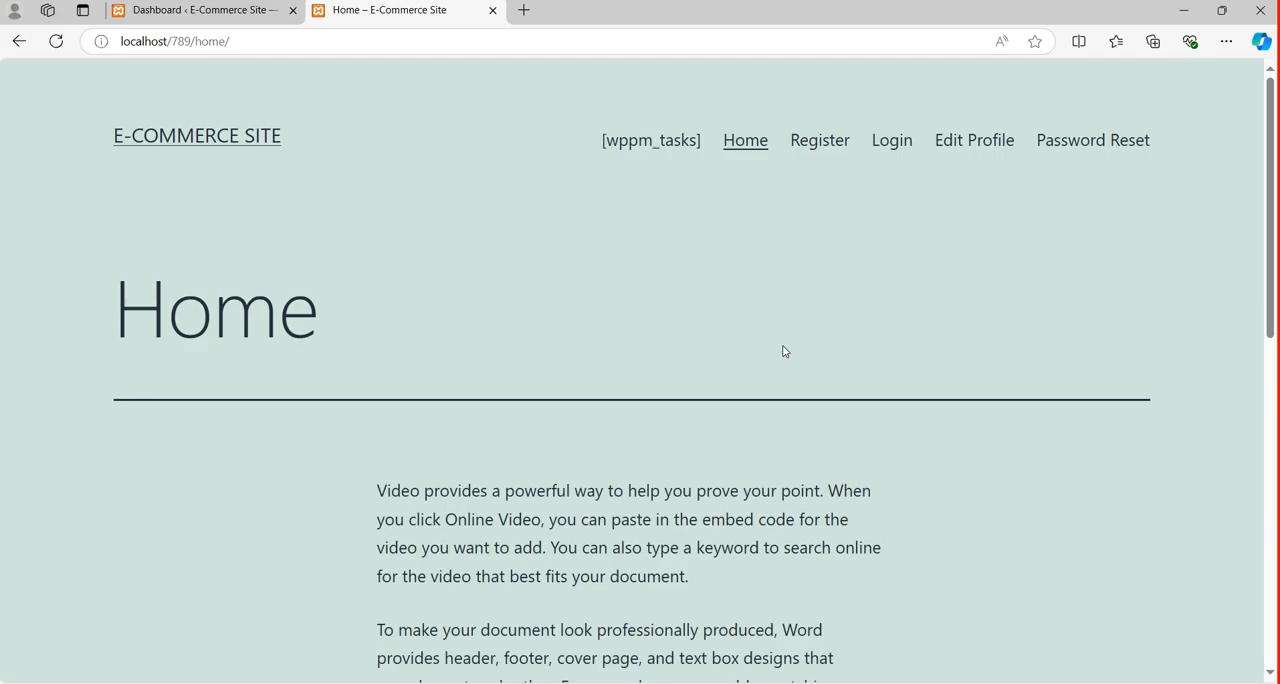 Dashboard ‹ E-Commerce Site —
Home – E-Commerce Site
localhost/789/home/
E-COMMERCE SITE
[wppm_tasks] Home Register Login Edit Profile Password Reset
Home
Video provides a powerful way to help you prove your point. When
you click Online Video, you can paste in the embed code for the
video you want to add. You can also type a keyword to search online
for the video that best fits your document.
To make your document look professionally produced, Word
provides header, footer, cover page, and text box designs that